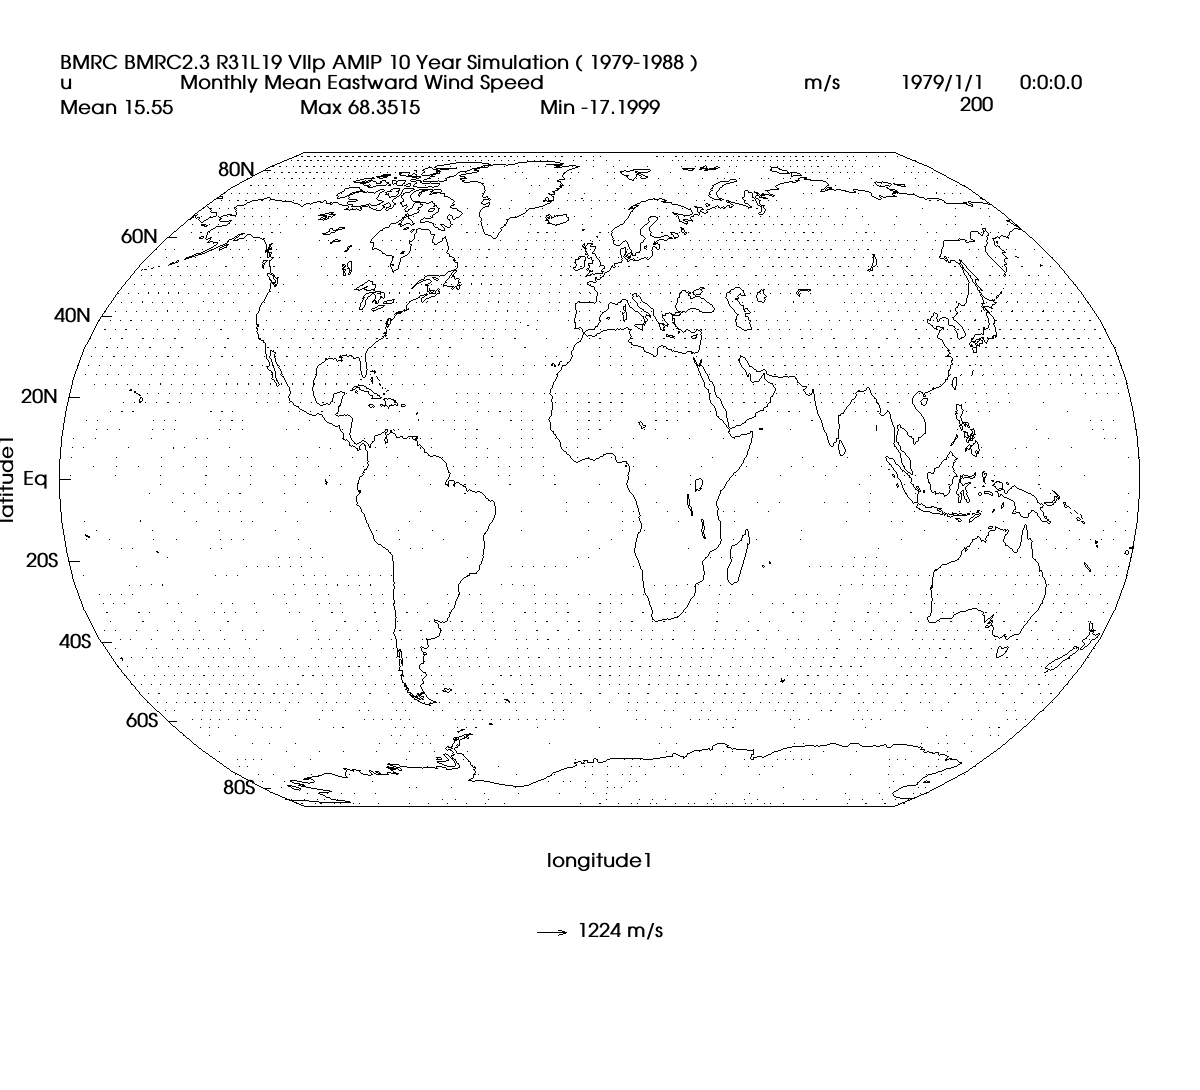 BMRC BMRC2.3 R31L19 VIIp AMIP 10 Year Simulation ( 1979-1988 )
u Monthly Mean Eastward Wind Speed m/s 1979/1/1 0:0:0.0
Mean 15.55 Max 68.3515 Min -17.1999 200
80N
60N
40N
20N
Eq
20S
40S
60S
80S
latitude1
longitude1
1224 m/s